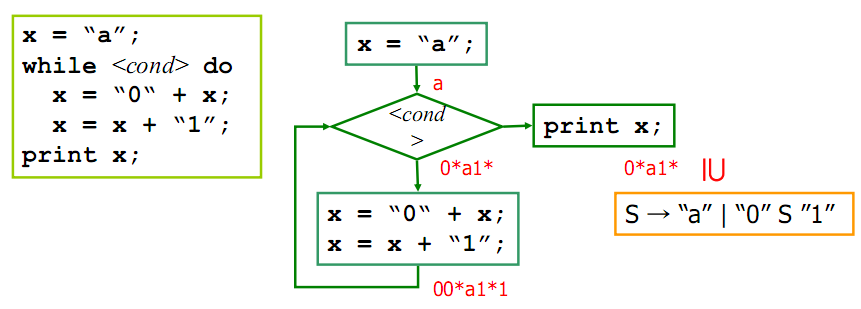 x = “a”;
while <cond> do
x = “0“ + x;
x = x + “1”;
print x;
x = “a”;
a
<cond
>
print x;
0*a1*
0*a1*
|U
S → “a” | “0” S ”1”
x = “0“ + x;
x = x + “1”;
00*a1*1